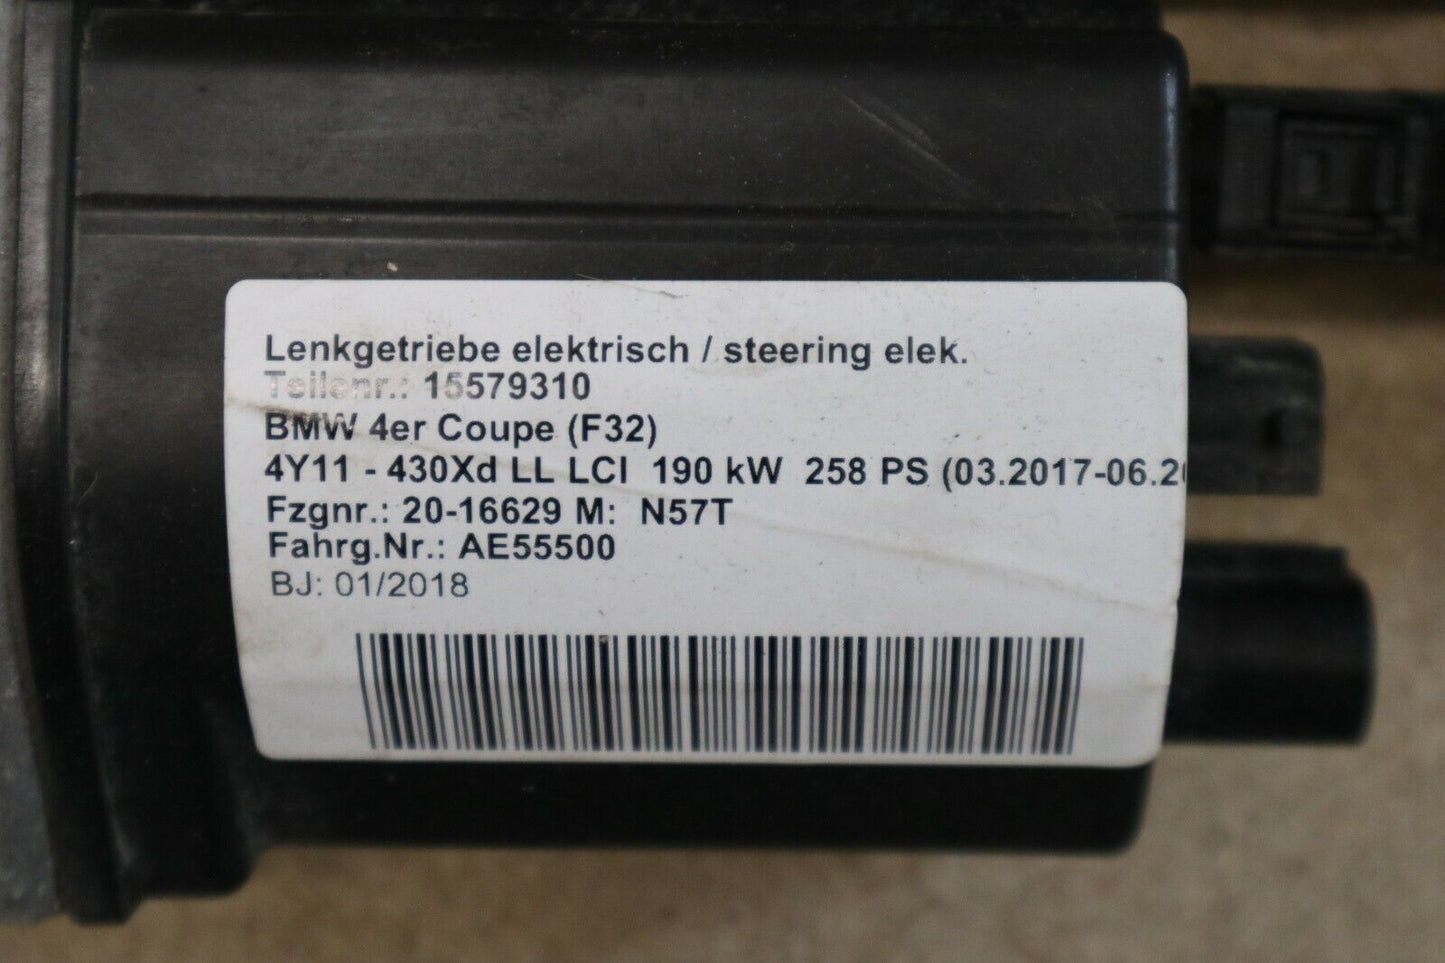 Lenkgetriebe elektrisch / steering elek.
Teilenr.: 15579310
BMW 4er Coupe (F32)
4Y11 - 430Xd LL LCI 190 kW 258 PS (03.2017-06.20
Fzgnr.: 20-16629 M: N57T
Fahrg.Nr.: AE55500
BJ: 01/2018